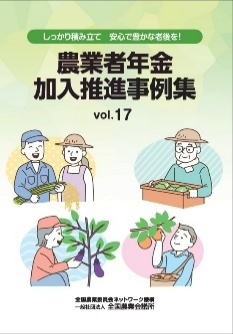 しっかり積み立て 安心で豊かな老後を!
農業者年金
加入推進事例集
vol.17
全国農業委員会ネットワーク機構
一般社団法人 全国農業会議所